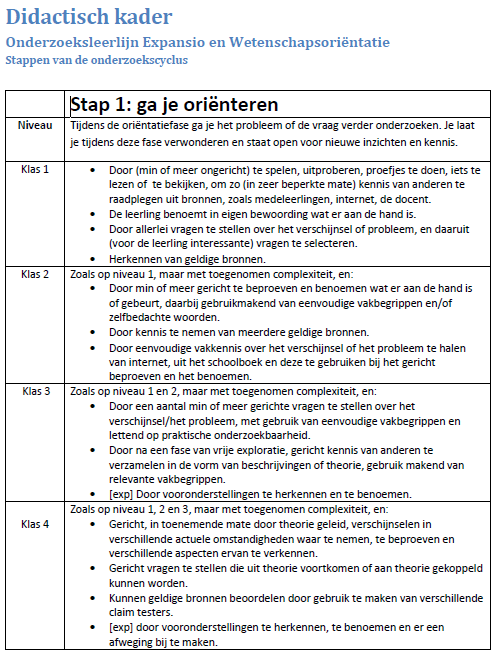 Didactisch kader
Onderzoeksleerlijn Expansio en Wetenschapsoriëntatie
Stappen van de onderzoekscyclus
Stap 1: ga je oriënteren
Niveau
Tijdens de oriëntatiefase ga je het probleem of de vraag verder onderzoeken. Je laat
je tijdens deze fase verwonderen en staat open voor nieuwe inzichten en kennis.
Klas 1
• Door (min of meer ongericht) te spelen, uitproberen, proefjes te doen, iets te
lezen of te bekijken, om zo (in zeer beperkte mate) kennis van anderen te
raadplegen uit bronnen, zoals medeleerlingen, internet, de docent.
• De leerling benoemt in eigen bewoording wat er aan de hand is.
• Door allerlei vragen te stellen over het verschijnsel of probleem, en daaruit
(voor de leerling interessante) vragen te selecteren.
• Herkennen van geldige bronnen.
Klas 2
Zoals op niveau 1, maar met toegenomen complexiteit, en:
• Door min of meer gericht te beproeven en benoemen wat er aan de hand is
of gebeurt, daarbij gebruikmakend van eenvoudige vakbegrippen en/of
zelfbedachte woorden.
• Door kennis te nemen van meerdere geldige bronnen.
• Door eenvoudige vakkennis over het verschijnsel of het probleem te halen
van internet, uit het schoolboek en deze te gebruiken bij het gericht
beproeven en het benoemen.
Klas 3
Zoals op niveau 1 en 2, maar met toegenomen complexiteit, en:
• Door een aantal min of meer gerichte vragen te stellen over het
verschijnsel/het probleem, met gebruik van eenvoudige vakbegrippen en
lettend op praktische onderzoekbaarheid.
• Door na een fase van vrije exploratie, gericht kennis van anderen te
verzamelen in de vorm van beschrijvingen of theorie, gebruik makend van
relevante vakbegrippen.
• [exp] Door vooronderstellingen te herkennen en te benoemen.
Klas 4
Zoals op niveau 1, 2 en 3, maar met toegenomen complexiteit, en:
• Gericht, in toenemende mate door theorie geleid, verschijnselen in
verschillende actuele omstandigheden waar te nemen, te beproeven en
verschillende aspecten ervan te verkennen.
• Gericht vragen te stellen die uit theorie voortkomen of aan theorie gekoppeld
kunnen worden.
• Kunnen geldige bronnen beoordelen door gebruik te maken van verschillende
claim testers.
• [exp] door vooronderstellingen te herkennen, te benoemen en er een
afweging bij te maken.